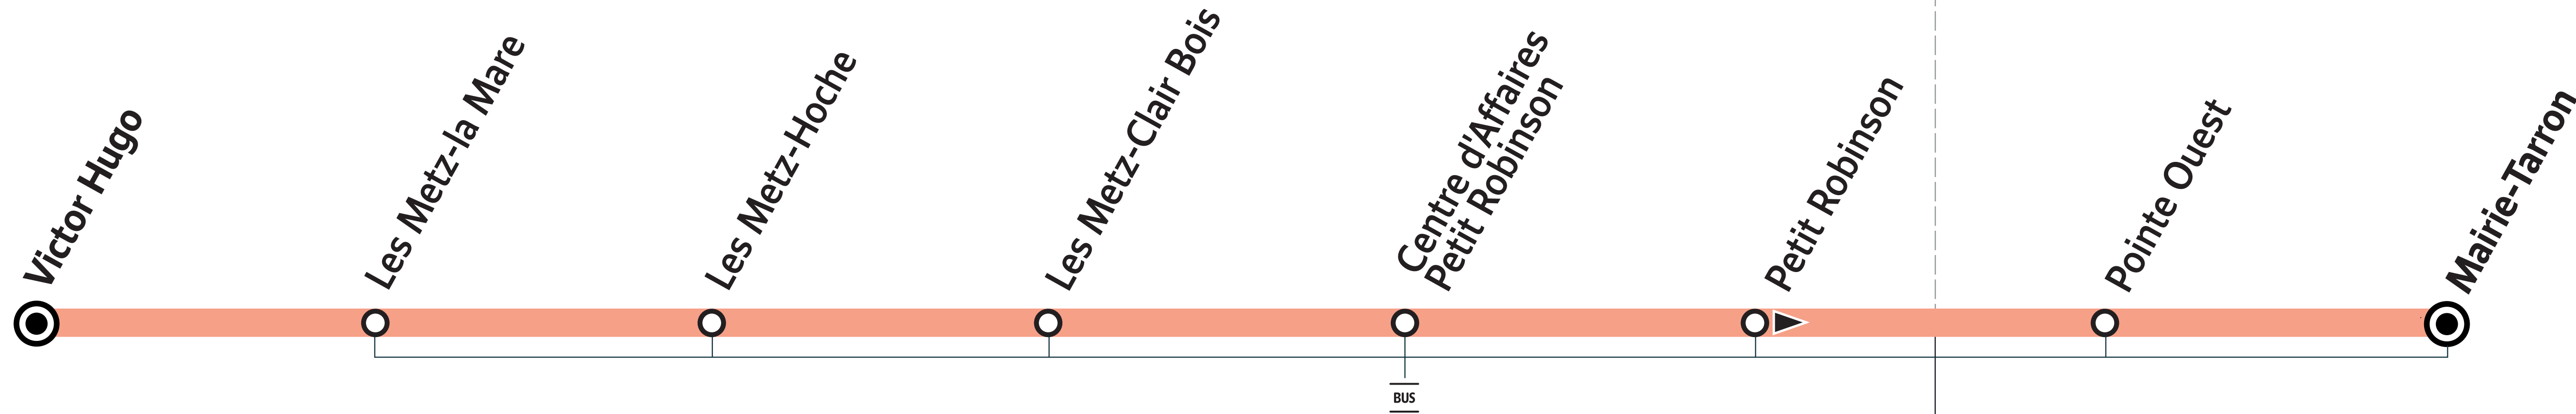 Victor Hugo
Les Metz-la Mare
Les Metz-Hoche
Les Metz-Clair Bois
Centre d'Affaires
Petit Robinson
Petit Robinson
Pointe Ouest
Mairie-Tarron
BUS